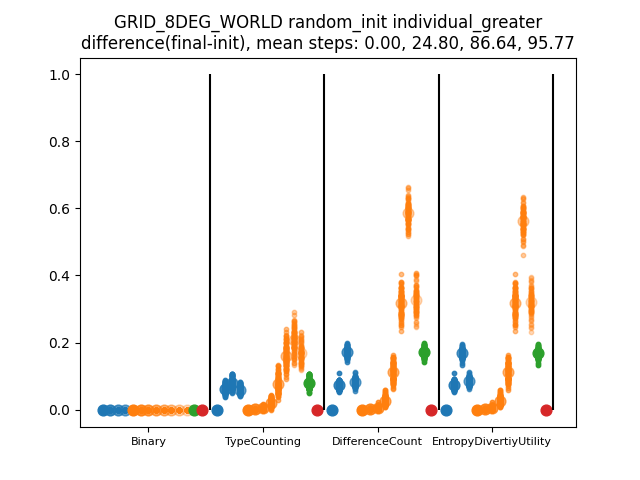 GRID_8DEG_WORLD random_init individual_greater
difference(final-init), mean steps: 0.00, 24.80, 86.64, 95.77
1.0
0.8
0.6
0.4
0.2
0.0
Binary
TypeCounting
DifferenceCount
EntropyDivertiyUtility